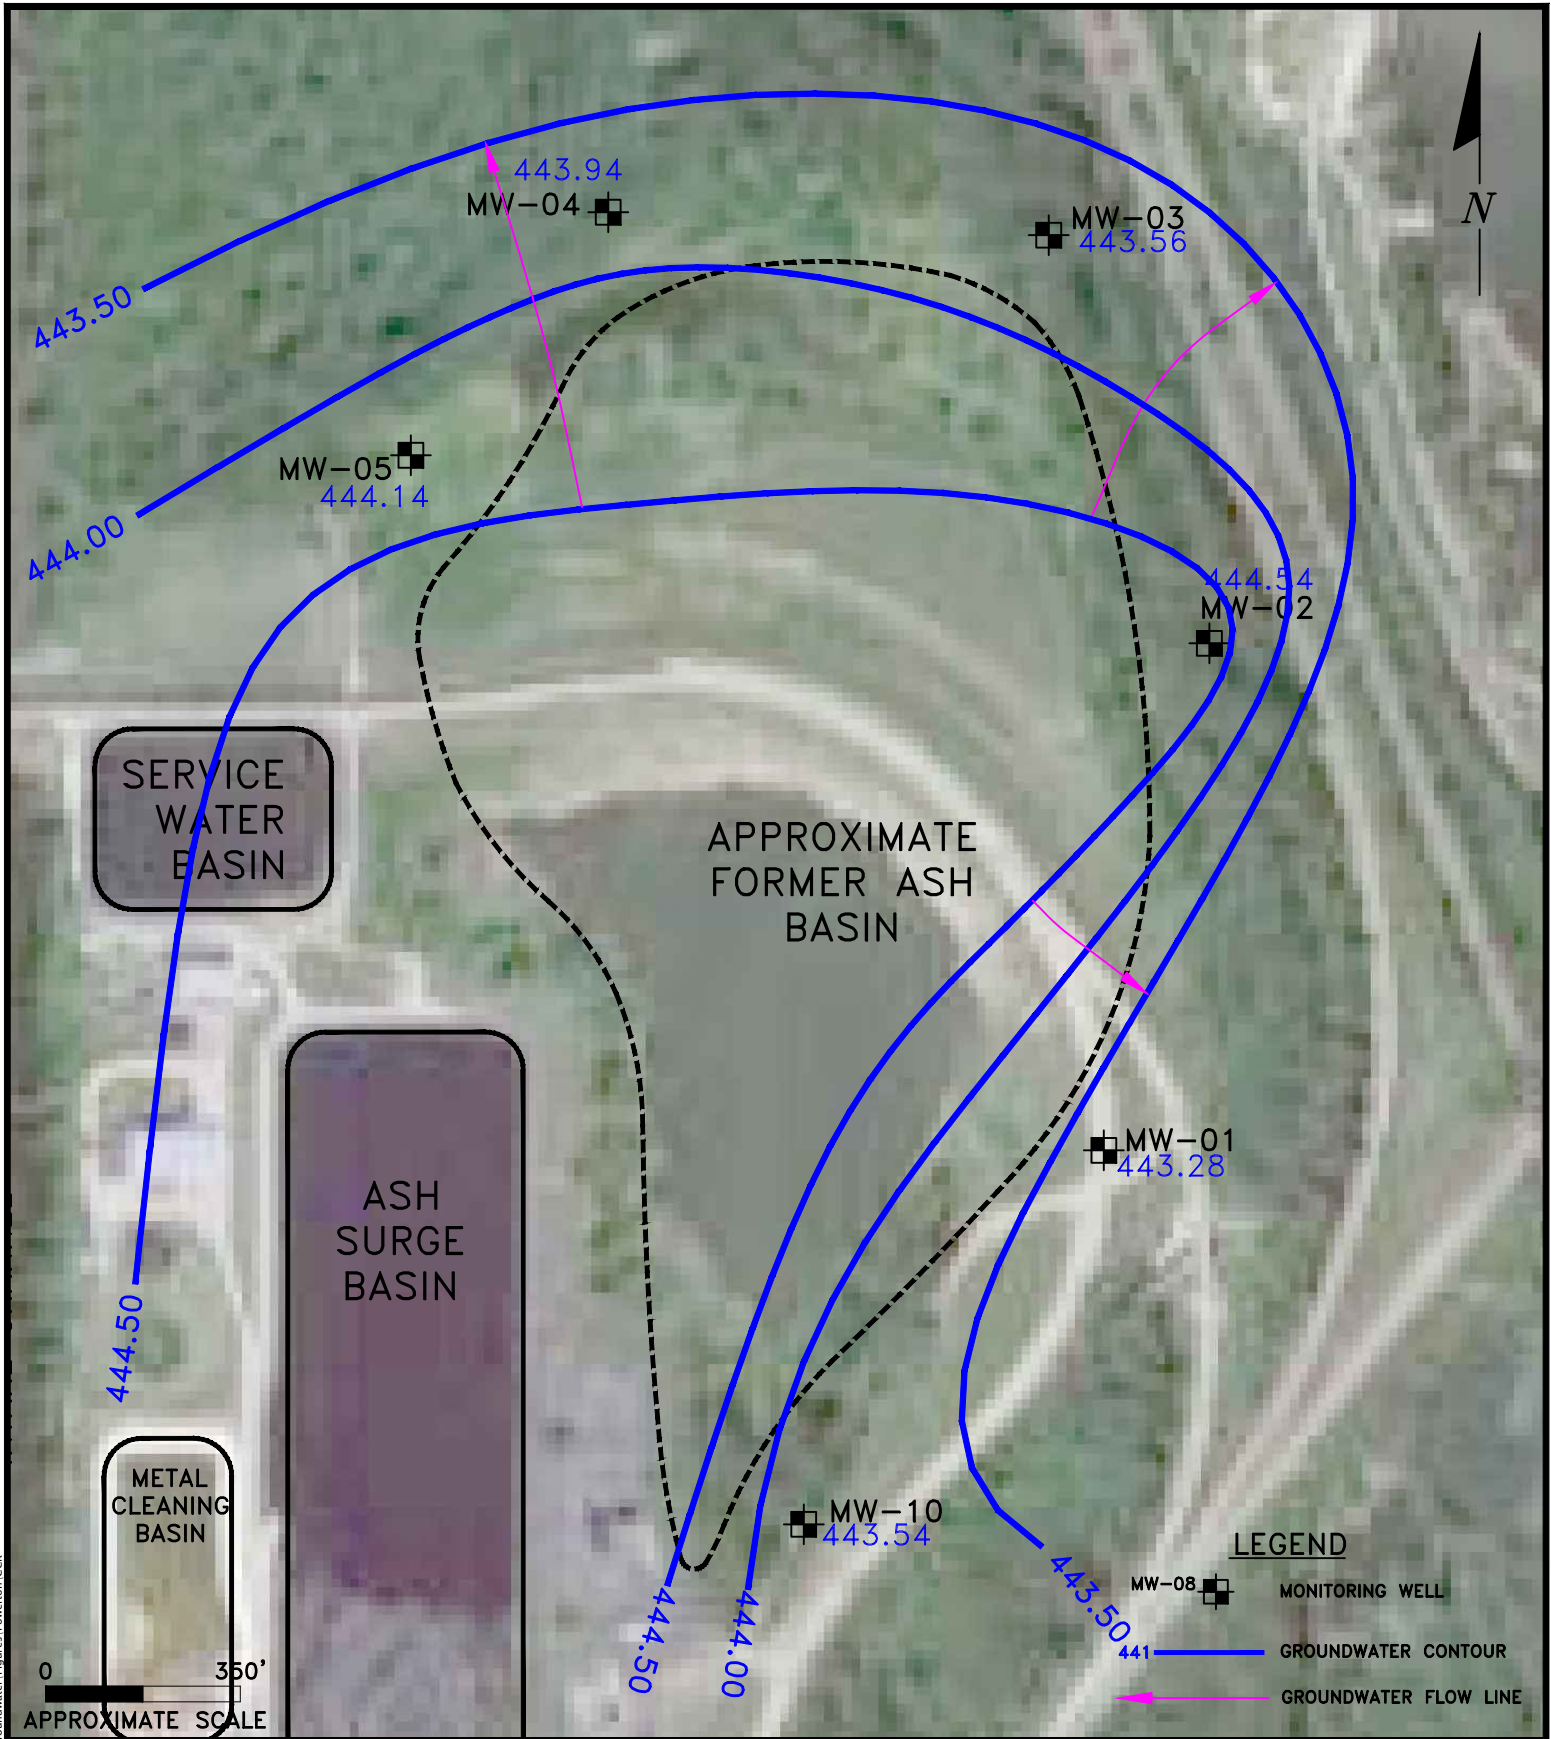 443.94
MW-04
MW-03
443.56
N
443.50
MW-05
444.14
444.00
444.54
MW-02
SERVICE
WATER
BASIN
APPROXIMATE
FORMER ASH
BASIN
MW-01
443.28
ASH
SURGE
BASIN
444.50
METAL
CLEANING
BASIN
MW-10
443.54
LEGEND
MW-08
MONITORING WELL
443.50
441
GROUNDWATER CONTOUR
444.50
444.00
GROUNDWATER FLOW LINE
0
350'
APPROXIMATE SCALE